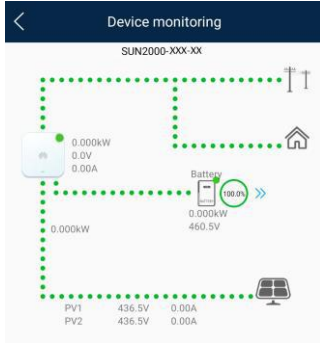 Device monitoring
SUN2000-XXX-XX
0.000kW
0.0V
0.00A
Battery
100.0%
0.000kW
460.5V
0.000kW
PV1 436.5V 0.00A
PV2 436.5V 0.00A